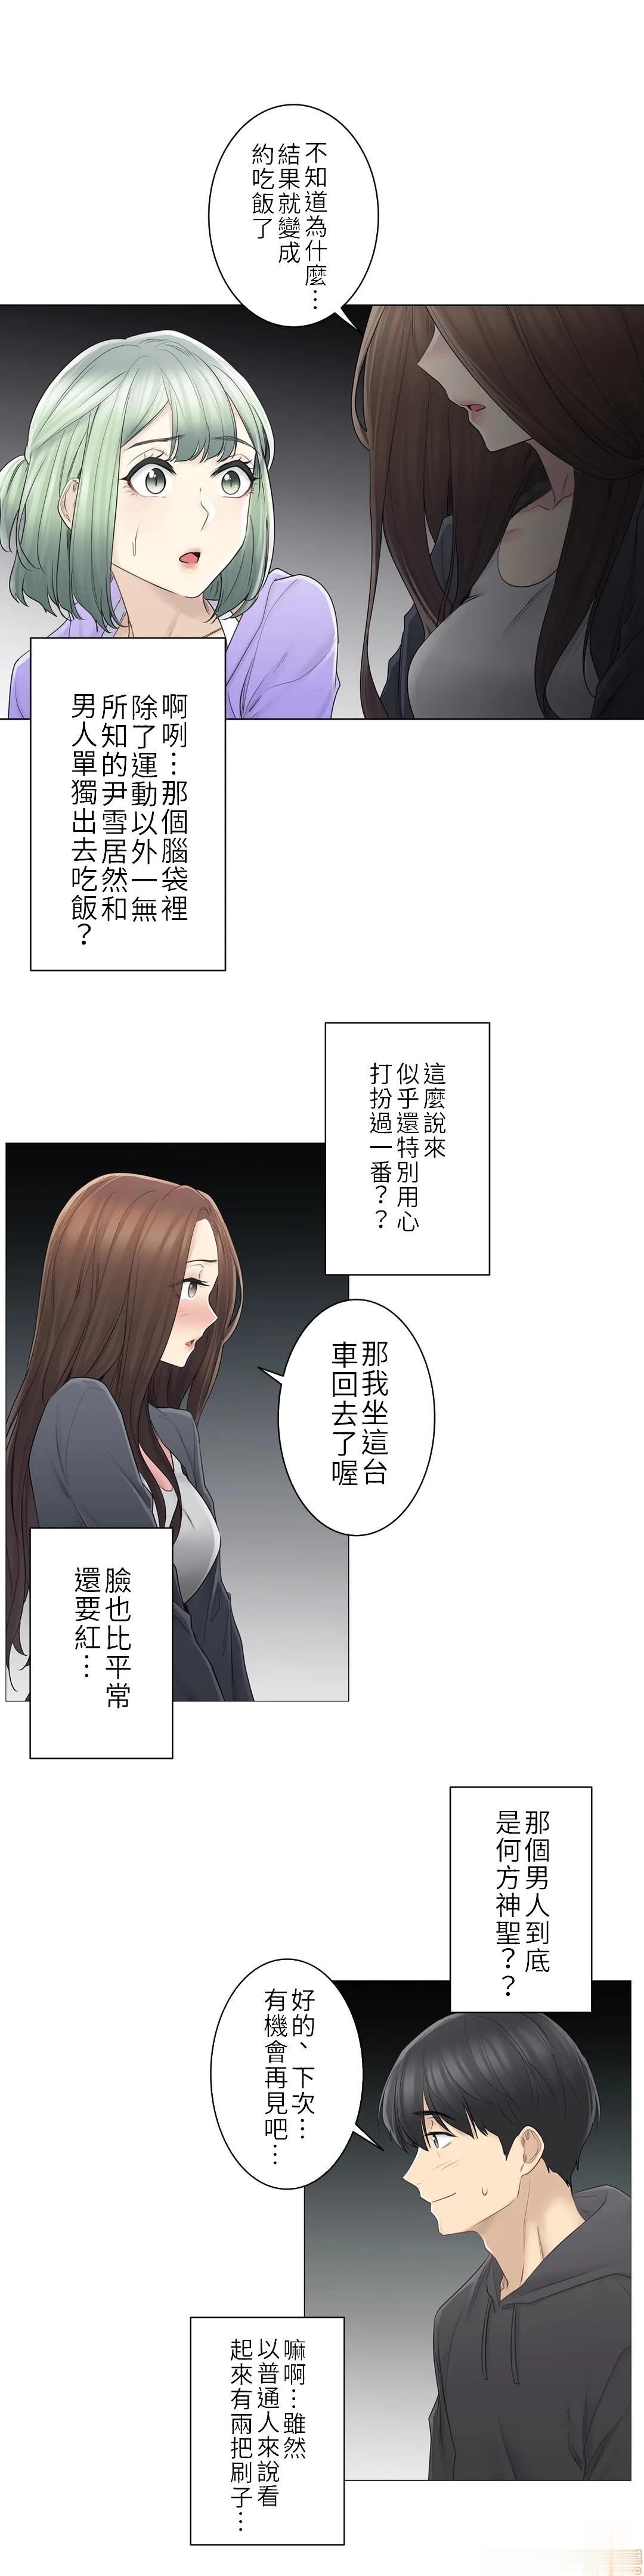 不知道為什麼…
結果就變成
約吃飯了
啊咧…那個腦袋裡
除了運動以外一無
所知的尹雪居然和
男人單獨出去吃飯？
這麼說來
似乎還特別用心
打扮過一番？？
那我坐這台
車回去了喔
臉也比平常
還要紅…
那個男人到底
是何方神聖？？
好的、下次…
有機會再見吧…
嘛啊…雖然
以普通人來說看
起來有兩把刷子…